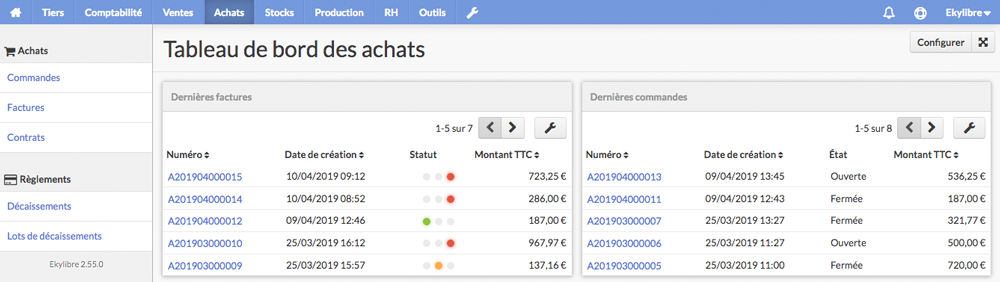 Tiers Comptabilité Ventes Achats Stocks Production RH Outils Ekylibre
Achats
Commandes
Factures
Contrats
Règlements
Décaissements
Lots de décaissements
Ekylibre 2.55.0
Tableau de bord des achats
Configurer
Dernières factures
1-5 sur 7
Numéro Date de création Statut Montant TTC
A201904000015 10/04/2019 09:12 723,25 €
A201904000014 10/04/2019 08:52 286,00 €
A201904000012 09/04/2019 12:46 187,00 €
A201903000010 25/03/2019 16:12 967,97 €
A201903000009 25/03/2019 15:57 137,16 €
Dernières commandes
1-5 sur 8
Numéro Date de création État Montant TTC
A201904000013 09/04/2019 13:45 Ouverte 536,25 €
A201904000011 09/04/2019 12:43 Fermée 187,00 €
A201903000007 25/03/2019 13:27 Fermée 321,77 €
A201903000006 25/03/2019 11:27 Ouverte 500,00 €
A201903000005 25/03/2019 11:00 Fermée 720,00 €